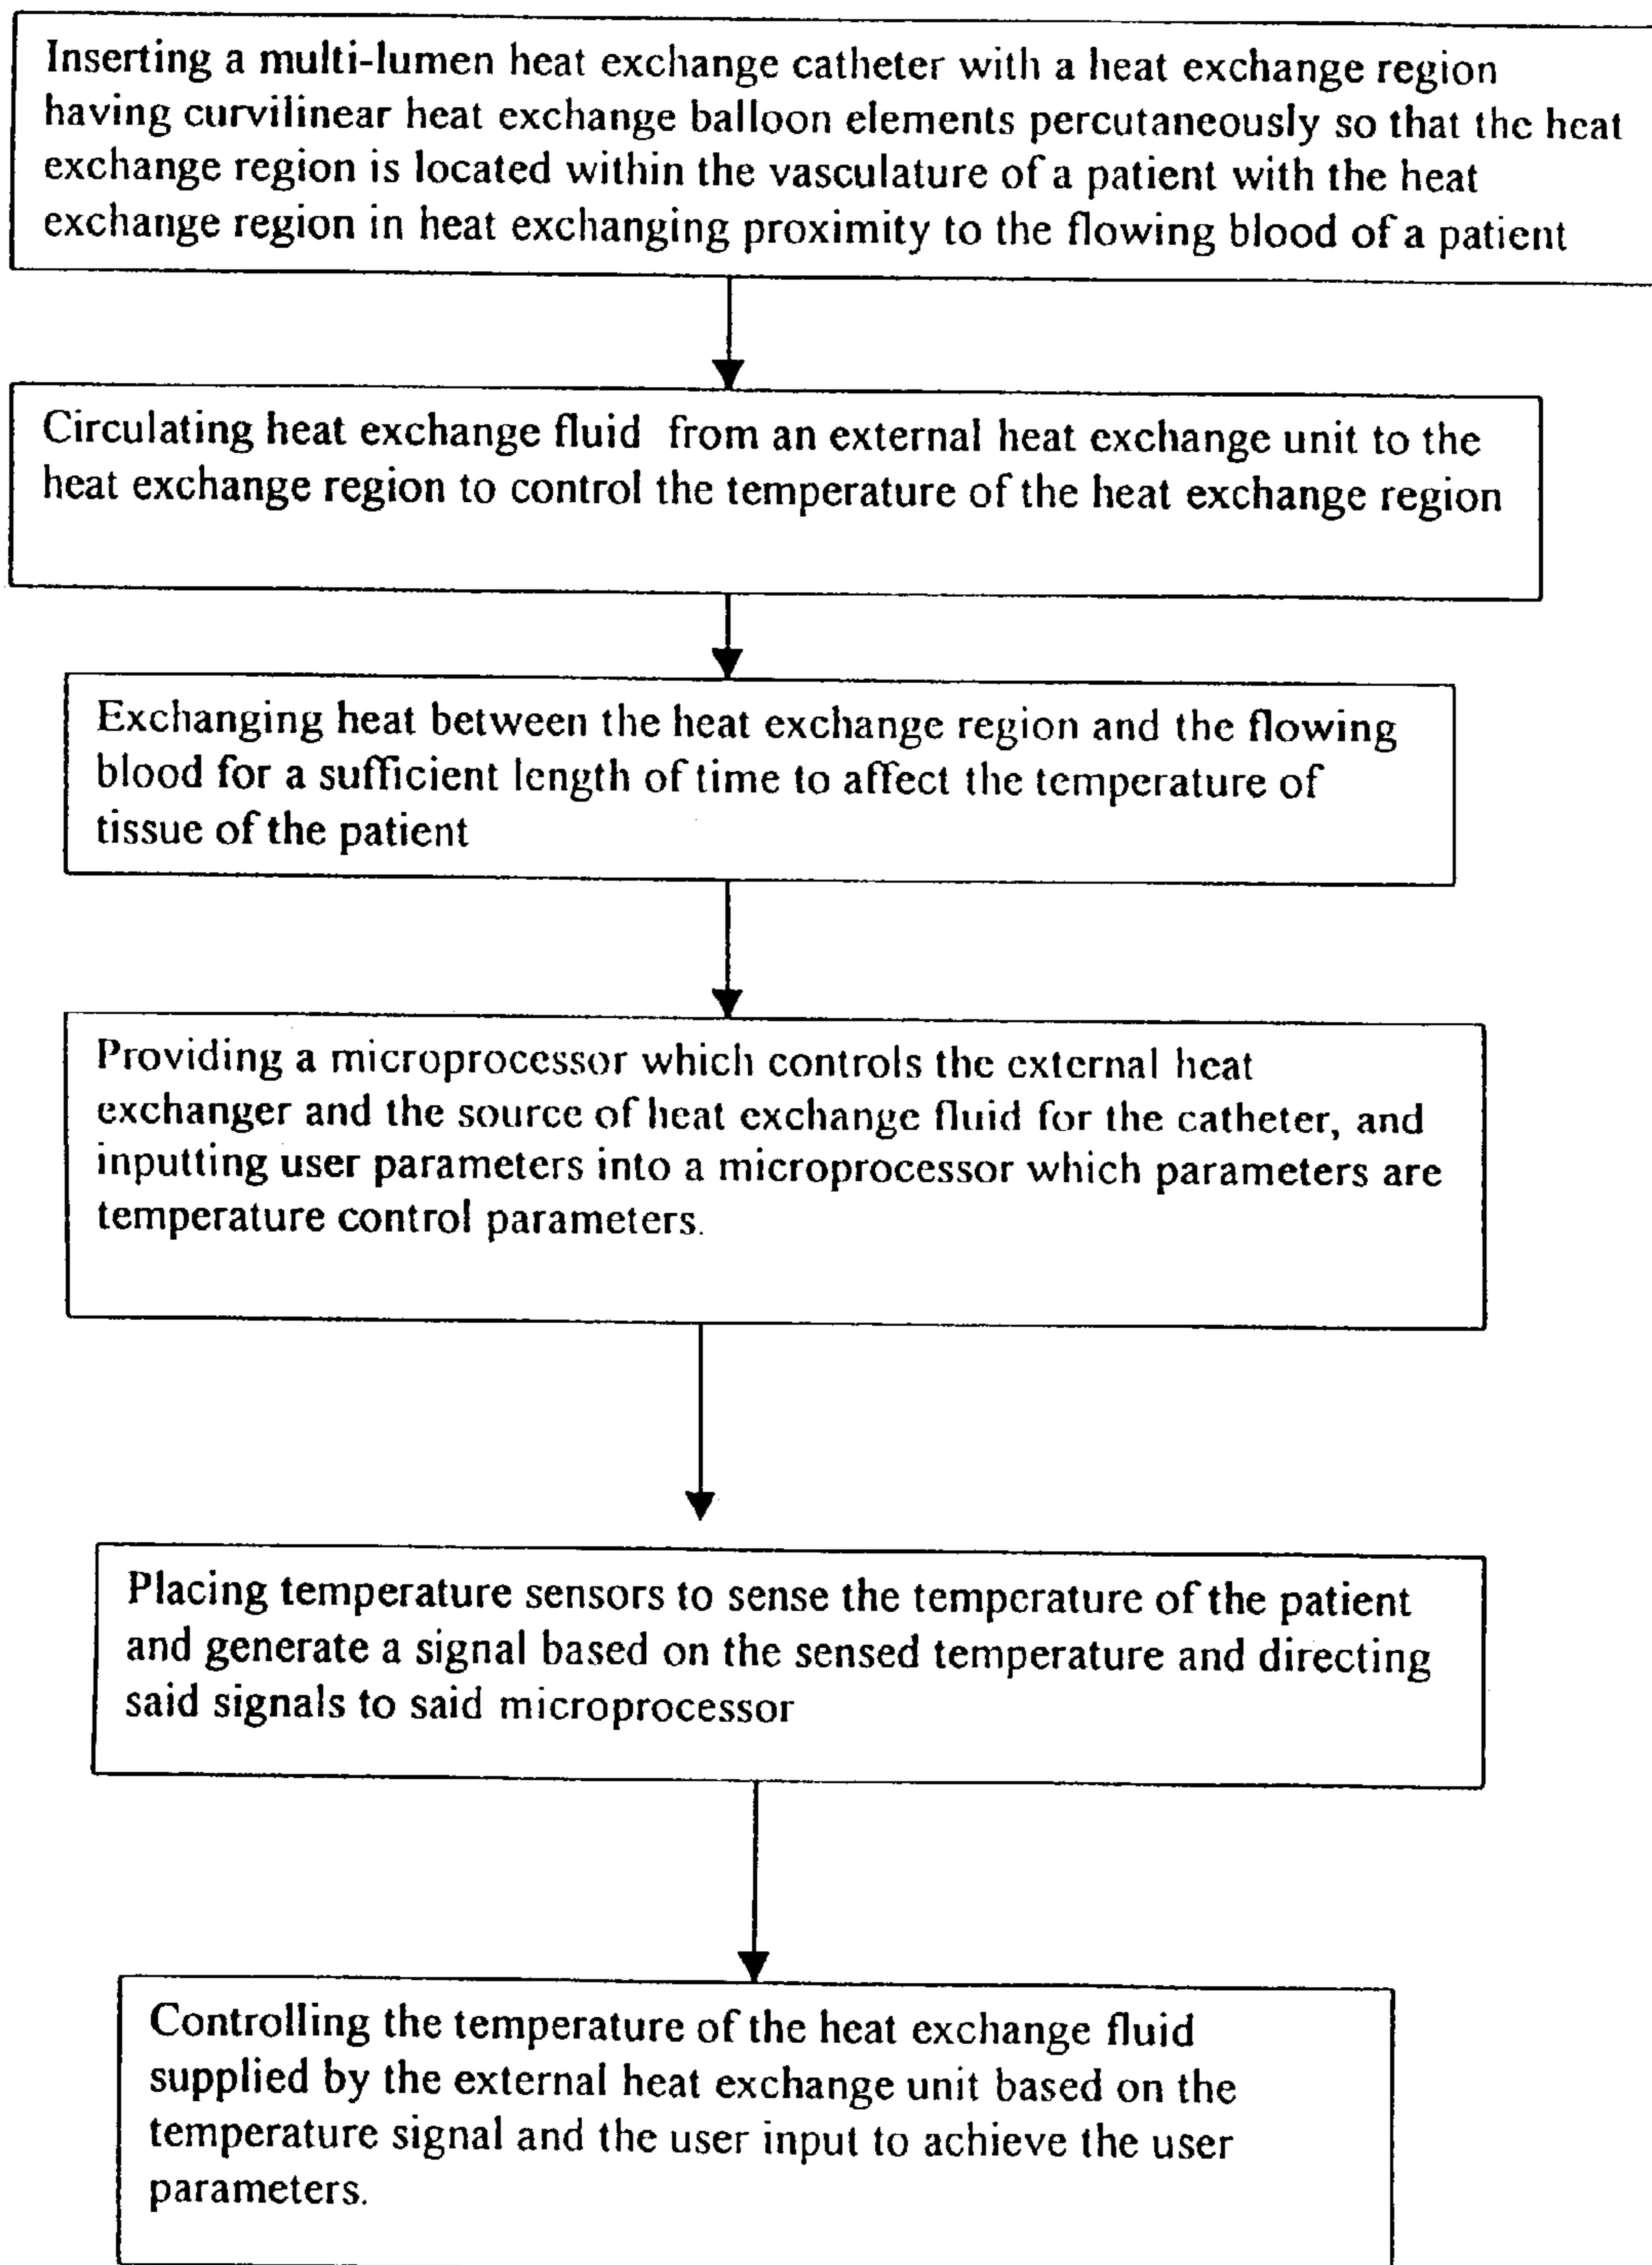 Inserting a multi-lumen heat exchange catheter with a heat exchange region
having curvilinear heat exchange balloon elements percutaneously so that the heat
exchange region is located within the vasculature of a patient with the heat
exchange region in heat exchanging proximity to the flowing blood of a patient
Circulating heat exchange fluid from an external heat exchange unit to the
heat exchange region to control the temperature of the heat exchange region
Exchanging heat between the heat exchange region and the flowing
blood for a sufficient length of time to affect the temperature of
tissue of the patient
Providing a microprocessor which controls the external heat
exchanger and the source of heat exchange fluid for the catheter, and
inputting user parameters into a microprocessor which parameters are
temperature control parameters.
Placing temperature sensors to sense the temperature of the patient
and generate a signal based on the sensed temperature and directing
said signals to said microprocessor
Controlling the temperature of the heat exchange fluid
supplied by the external heat exchange unit based on the
temperature signal and the user input to achieve the user
parameters.